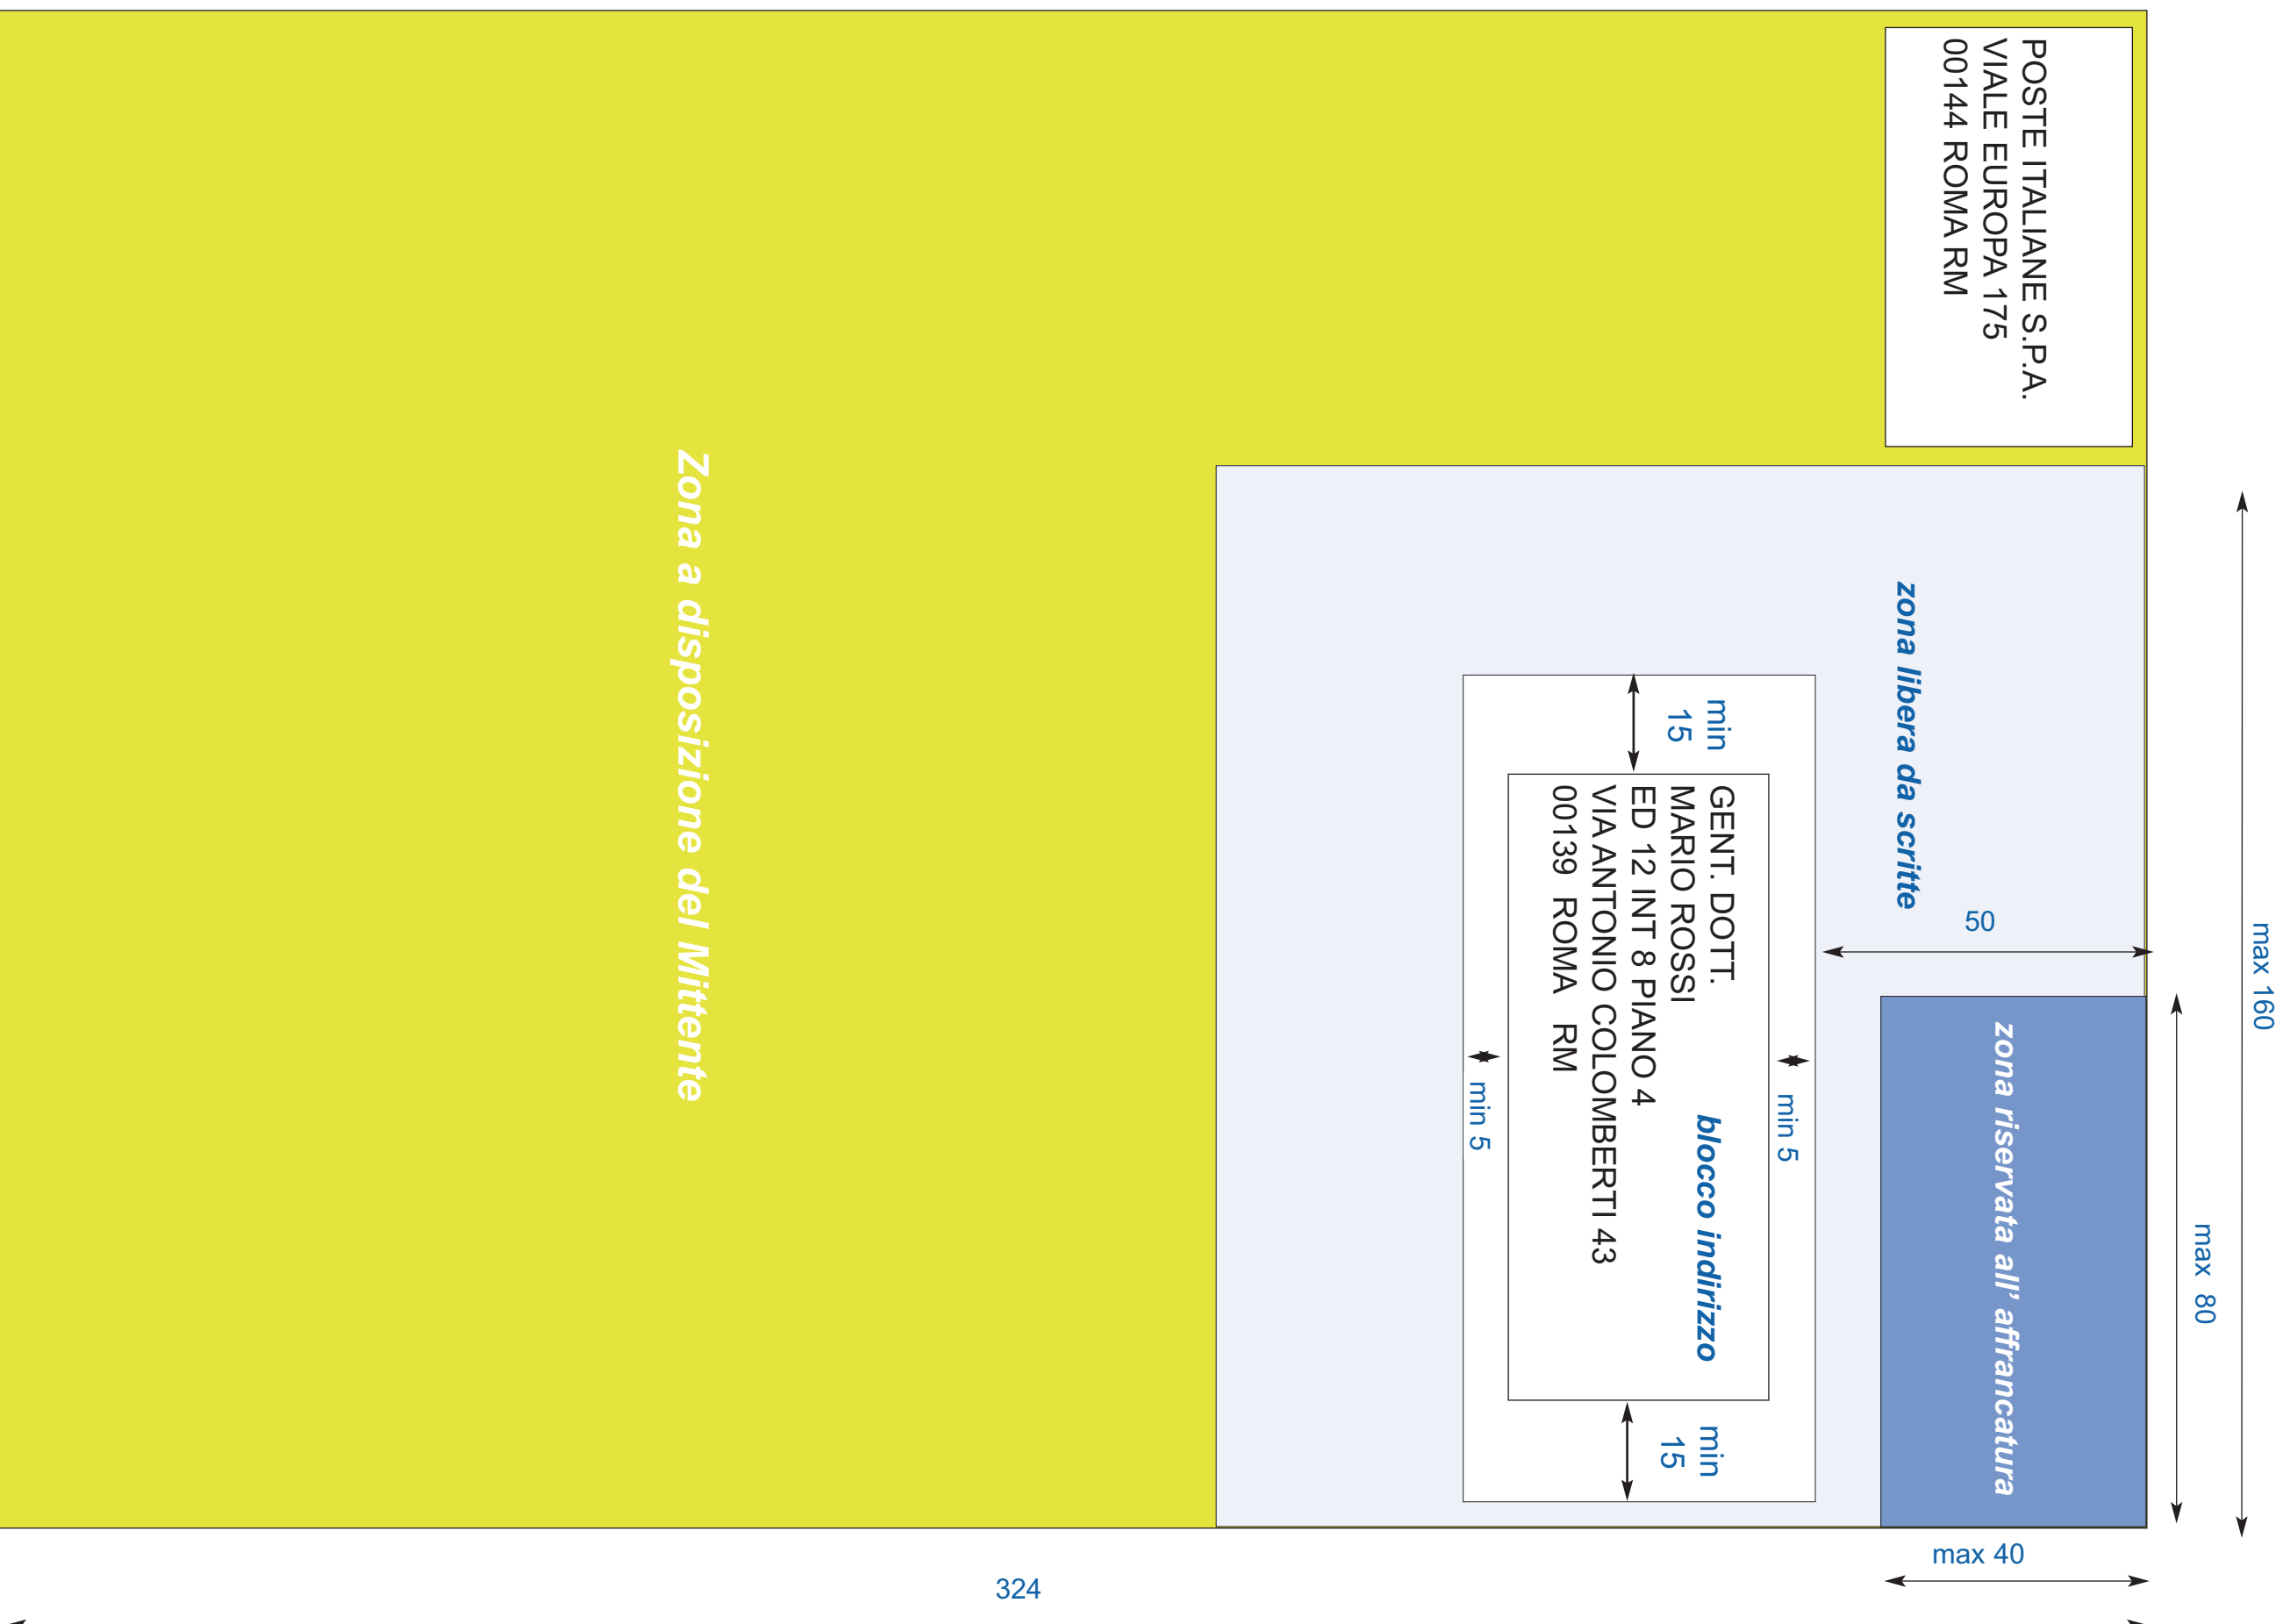 POSTE ITALIANE S.P.A.
VIALE EUROPA 175
00144 ROMA RM
max 160
max 80
zona libera da scritte
50
zona riservata all' affrancatura
max 40
min 5
min
15
GENT. DOTT.
MARIO ROSSI
ED 12 INT 8 PIANO 4
VIA ANTONIO COLOMBERTI 43
00139 ROMA RM
blocco indirizzo
min
15
min 5
Zona a disposizione del Mittente
324